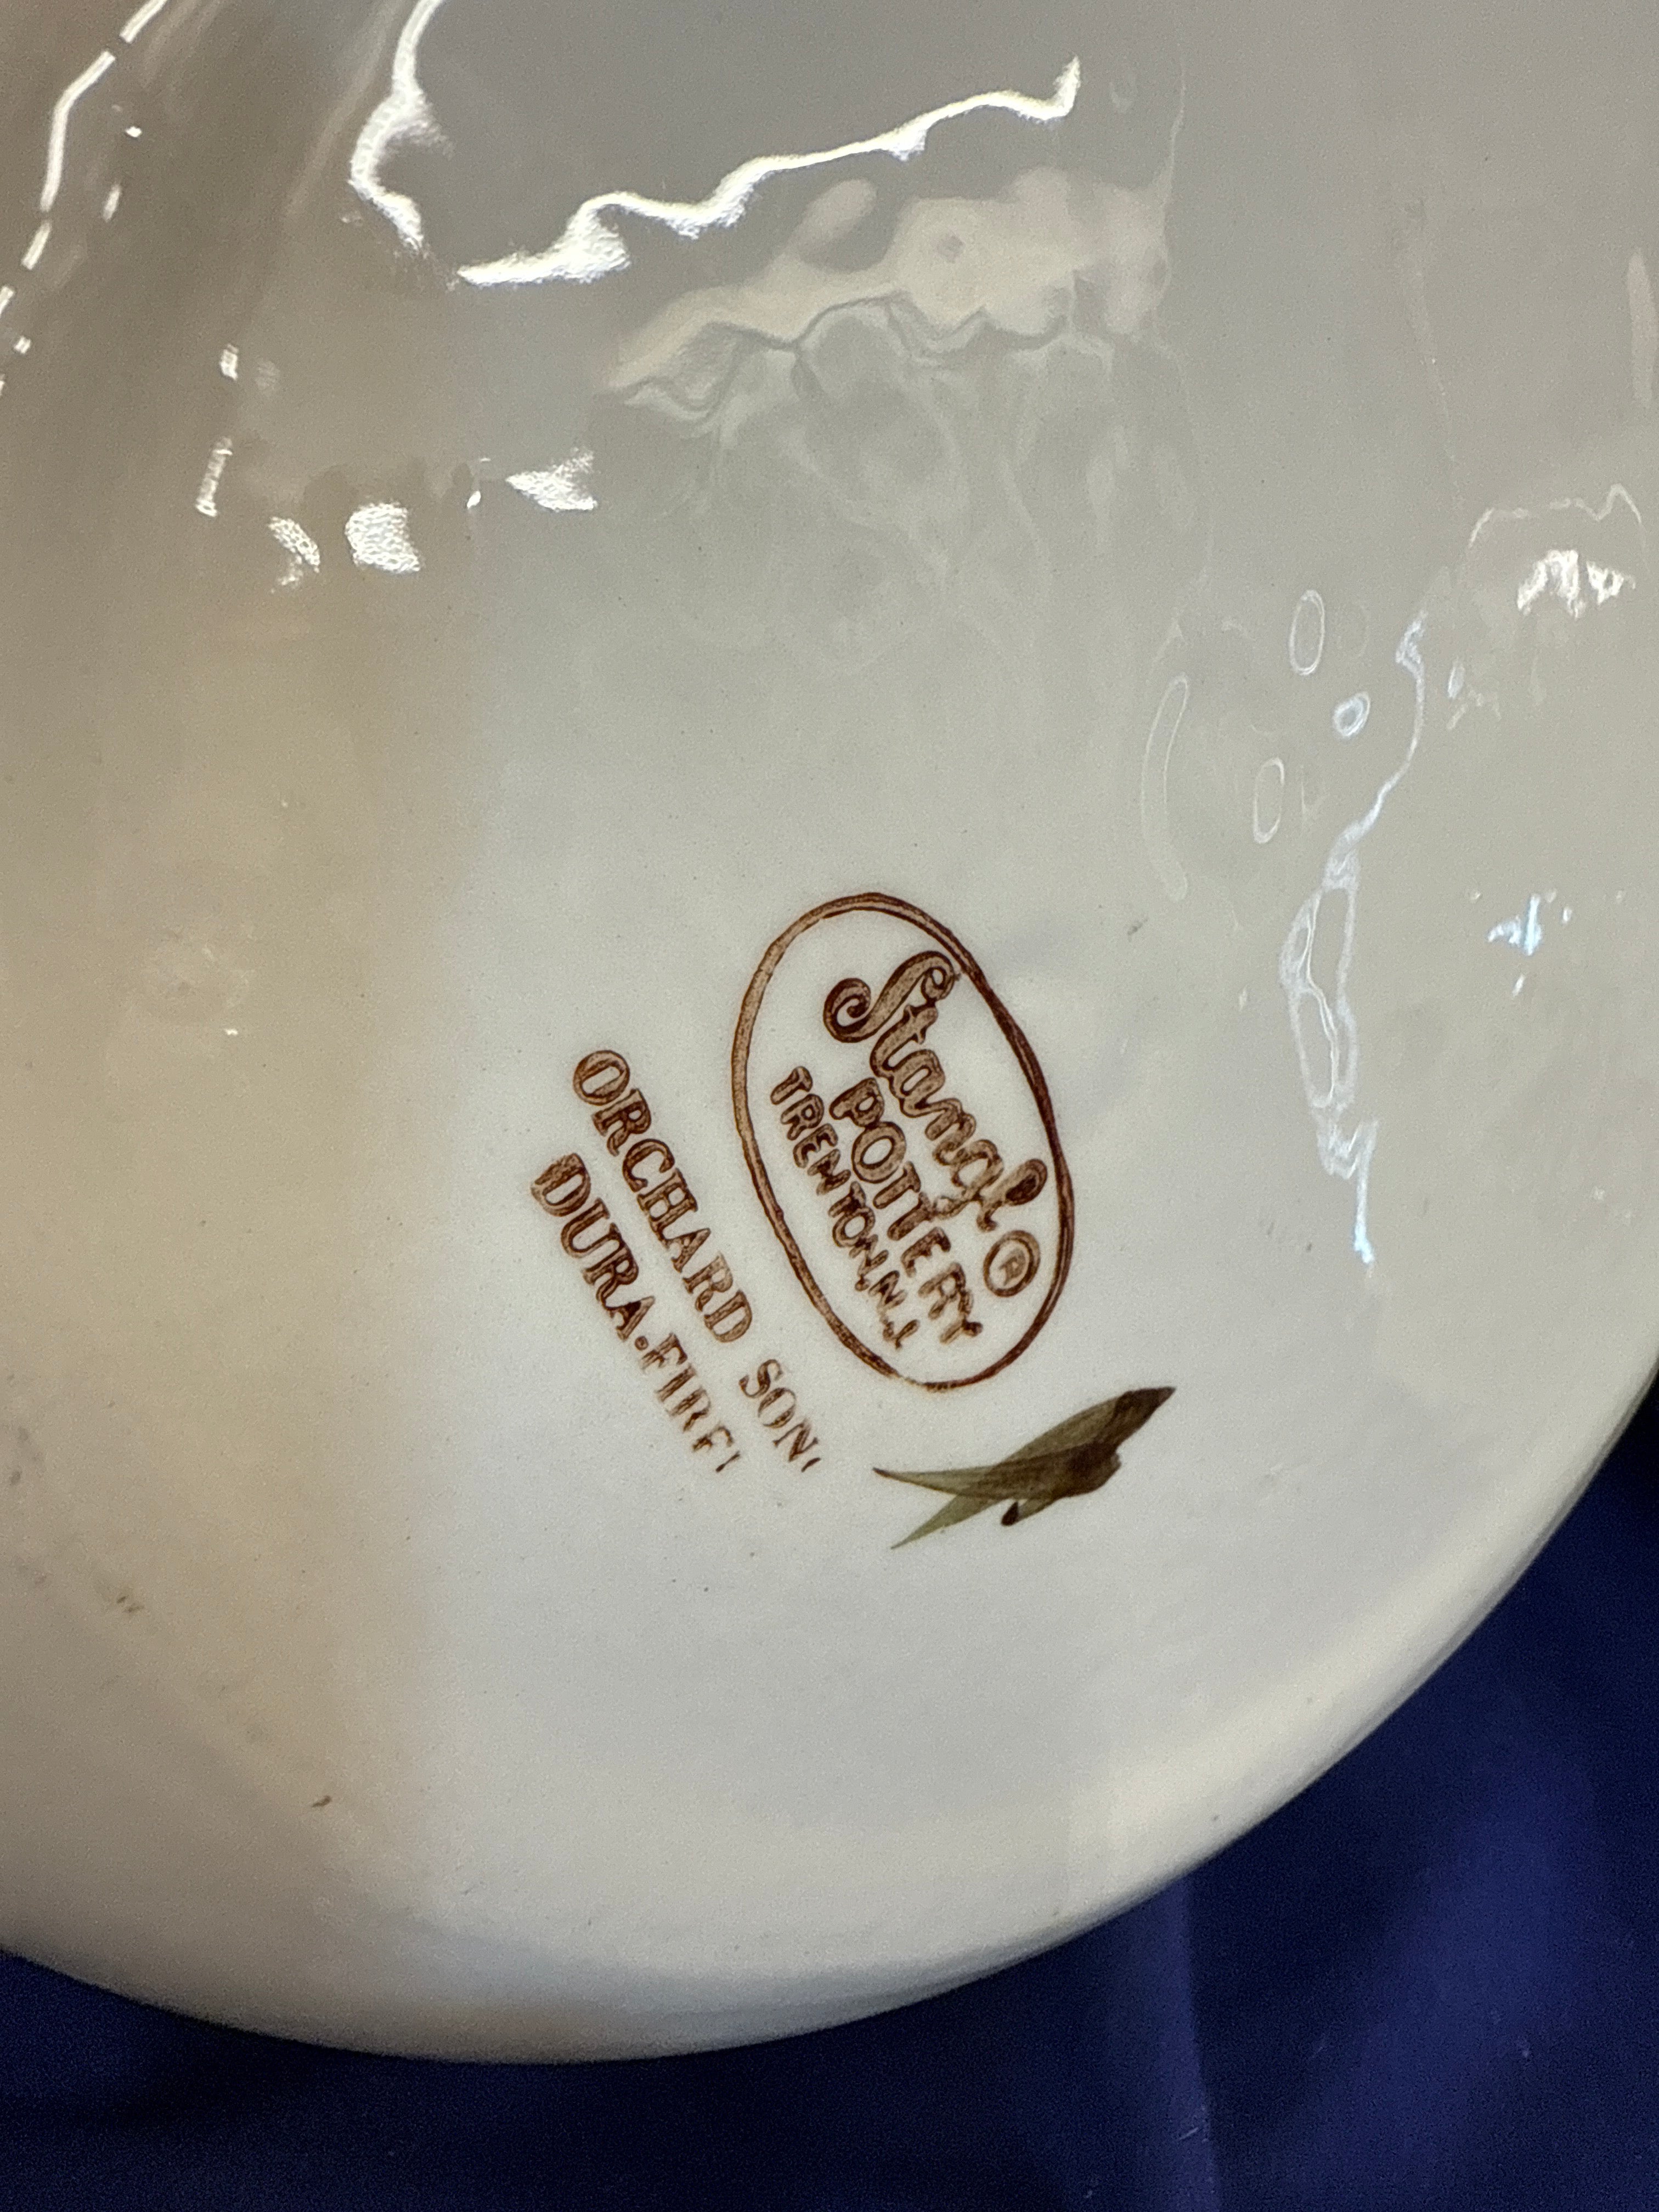 Stangl ®
POTTERY
TRENTON, N.J.
ORCHARD SON
DURA-FIRE